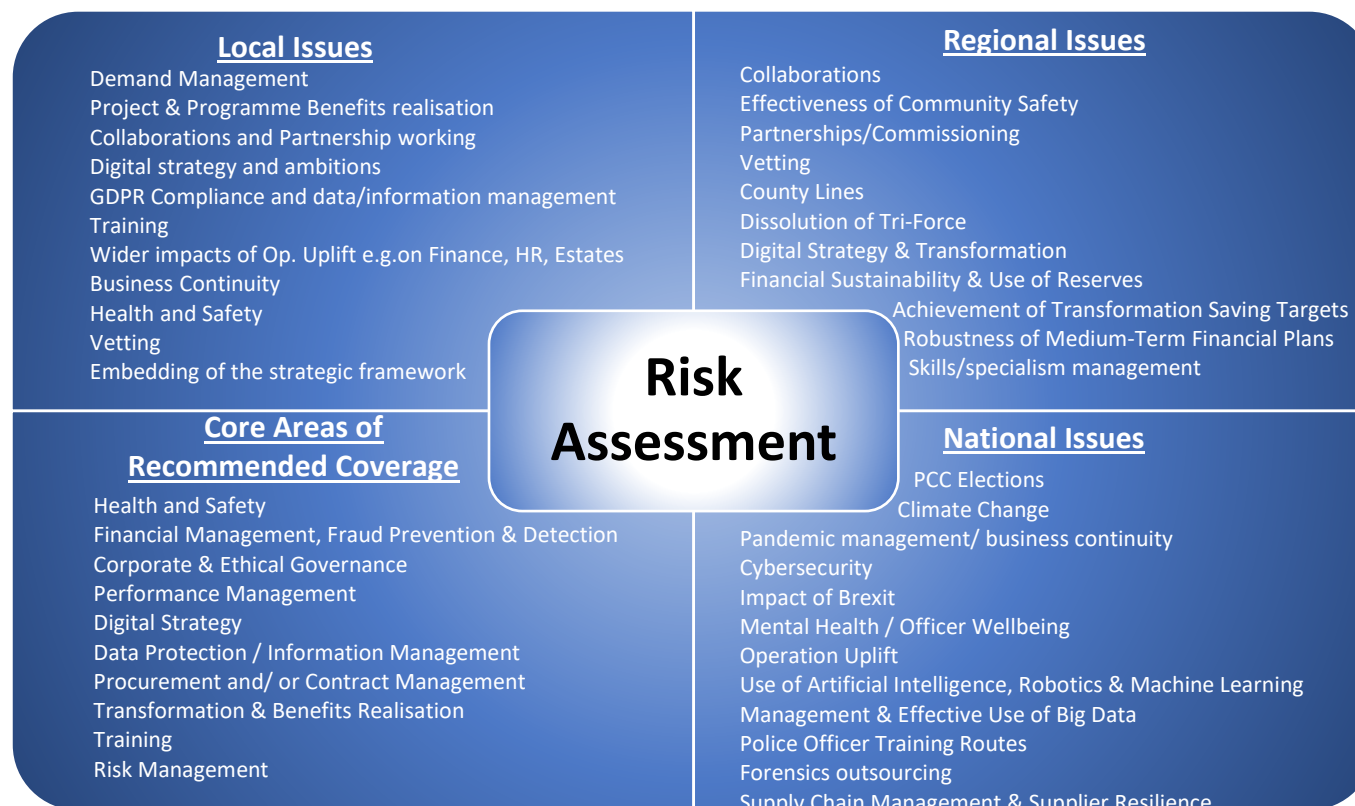 Local Issues
Demand Management
Project & Programme Benefits realisation
Collaborations and Partnership working
Digital strategy and ambitions
GDPR Compliance and data/information management
Training
Wider impacts of Op. Uplift e.g.on Finance, HR, Estates
Business Continuity
Health and Safety
Vetting
Embedding of the strategic framework
Regional Issues
Collaborations
Effectiveness of Community Safety
Partnerships/Commissioning
Vetting
County Lines
Dissolution of Tri-Force
Digital Strategy & Transformation
Financial Sustainability & Use of Reserves
Achievement of Transformation Saving Targets
Robustness of Medium-Term Financial Plans
Skills/specialism management
Risk
Assessment
Core Areas of
Recommended Coverage
Health and Safety
Financial Management, Fraud Prevention & Detection
Corporate & Ethical Governance
Performance Management
Digital Strategy
Data Protection / Information Management
Procurement and/ or Contract Management
Transformation & Benefits Realisation
Training
Risk Management
National Issues
PCC Elections
Climate Change
Pandemic management/ business continuity
Cybersecurity
Impact of Brexit
Mental Health / Officer Wellbeing
Operation Uplift
Use of Artificial Intelligence, Robotics & Machine Learning
Management & Effective Use of Big Data
Police Officer Training Routes
Forensics outsourcing
Supply Chain Management & Supplier Resilience